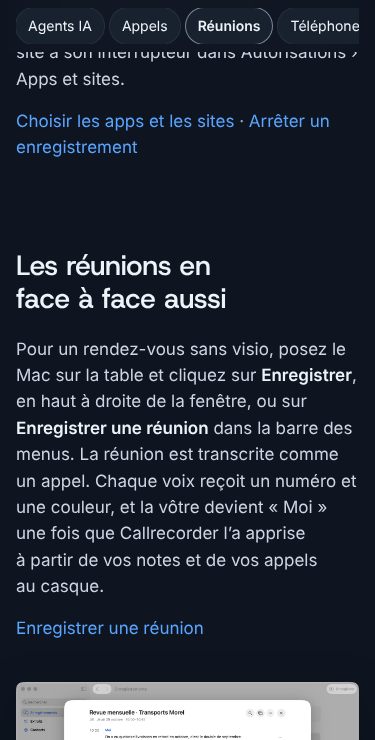 Agents IA
Appels
Réunions
Téléphone
site a son interrupteur dans Autorisations ›
Apps et sites.
Choisir les apps et les sites · Arrêter un
enregistrement
Les réunions en
face à face aussi
Pour un rendez-vous sans visio, posez le
Mac sur la table et cliquez sur Enregistrer,
en haut à droite de la fenêtre, ou sur
Enregistrer une réunion dans la barre des
menus. La réunion est transcrite comme
un appel. Chaque voix reçoit un numéro et
une couleur, et la vôtre devient « Moi »
une fois que Callrecorder l’a apprise
à partir de vos notes et de vos appels
au casque.
Enregistrer une réunion
Revue mensuelle · Transports Morel
Moi